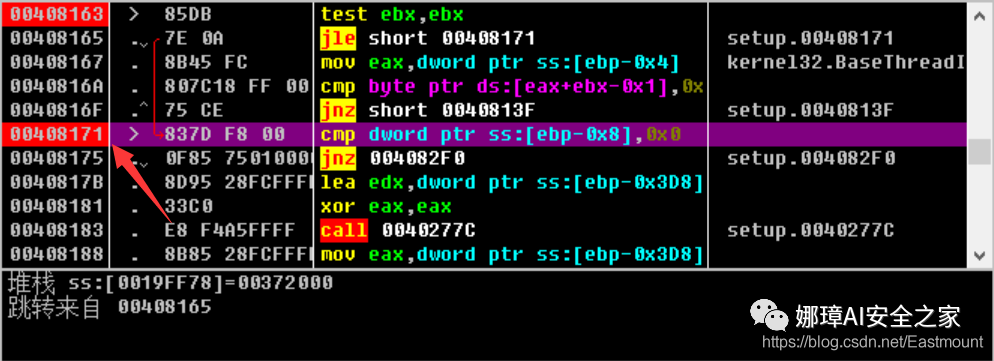 00408163 > 85DB test ebx,ebx
00408165 . 7E 0A jle short 00408171 setup.00408171
00408167 . 8B45 FC mov eax,dword ptr ss:[ebp-0x4] kernel32.BaseThreadI
0040816A . 807C18 FF 00 cmp byte ptr ds:[eax+ebx-0x1],0x
0040816F .^ 75 CE jnz short 0040813F setup.0040813F
00408171 > 837D F8 00 cmp dword ptr ss:[ebp-0x8],0x0
00408175 . 0F85 75010000 jnz 004082F0 setup.004082F0
0040817B . 8D95 28FCFFFF lea edx,dword ptr ss:[ebp-0x3D8]
00408181 . 33C0 xor eax,eax
00408183 . E8 F4A5FFFF call 0040277C setup.0040277C
00408188 . 8B85 28FCFFFF mov eax,dword ptr ss:[ebp-0x3D8]
堆栈 ss:[0019FF78]=00372000
跳转来自 00408165
娜璋AI安全之家
https://blog.csdn.net/Eastmount